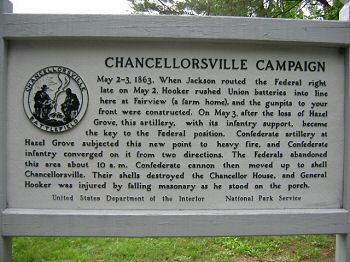 CHANCELLORSVILLE CAMPAIGN
CHANCELLORSVILLE
BATTLEFIELD
May 2-3, 1863. When Jackson routed the Federal right
late on May 2, Hooker rushed Union batteries into line
here at Fairview (a farm home), and the gunpits to your
front were constructed. On May 3, after the loss of Hazel
Grove, this artillery, with its infantry support, became
the key to the Federal position. Confederate artillery at
Hazel Grove subjected this new point to heavy fire, and Confederate
infantry converged on it from two directions. The Federals abandoned
this area about 10 a.m. Confederate cannon then moved up to shell
Chancellorsville. Their shells destroyed the Chancellor House, and General
Hooker was injured by falling masonary as he stood on the porch.
United States Department of the Interior National Park Service